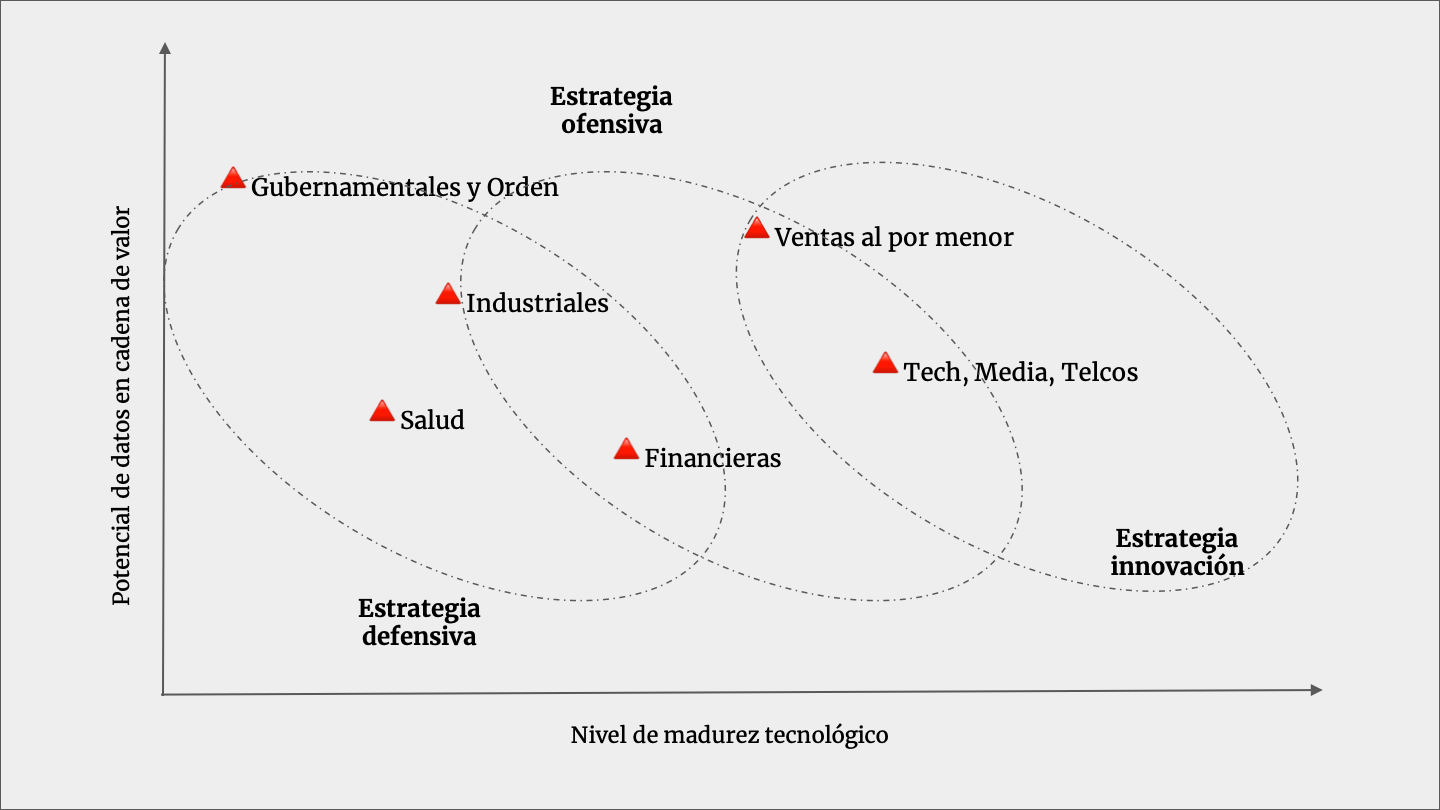 Estrategia
ofensiva
Gubernamentales y Orden
Ventas al por menor
Industriales
Tech, Media, Telcos
Salud
Financieras
Estrategia
innovación
Estrategia
defensiva
Potencial de datos en cadena de valor
Nivel de madurez tecnológico